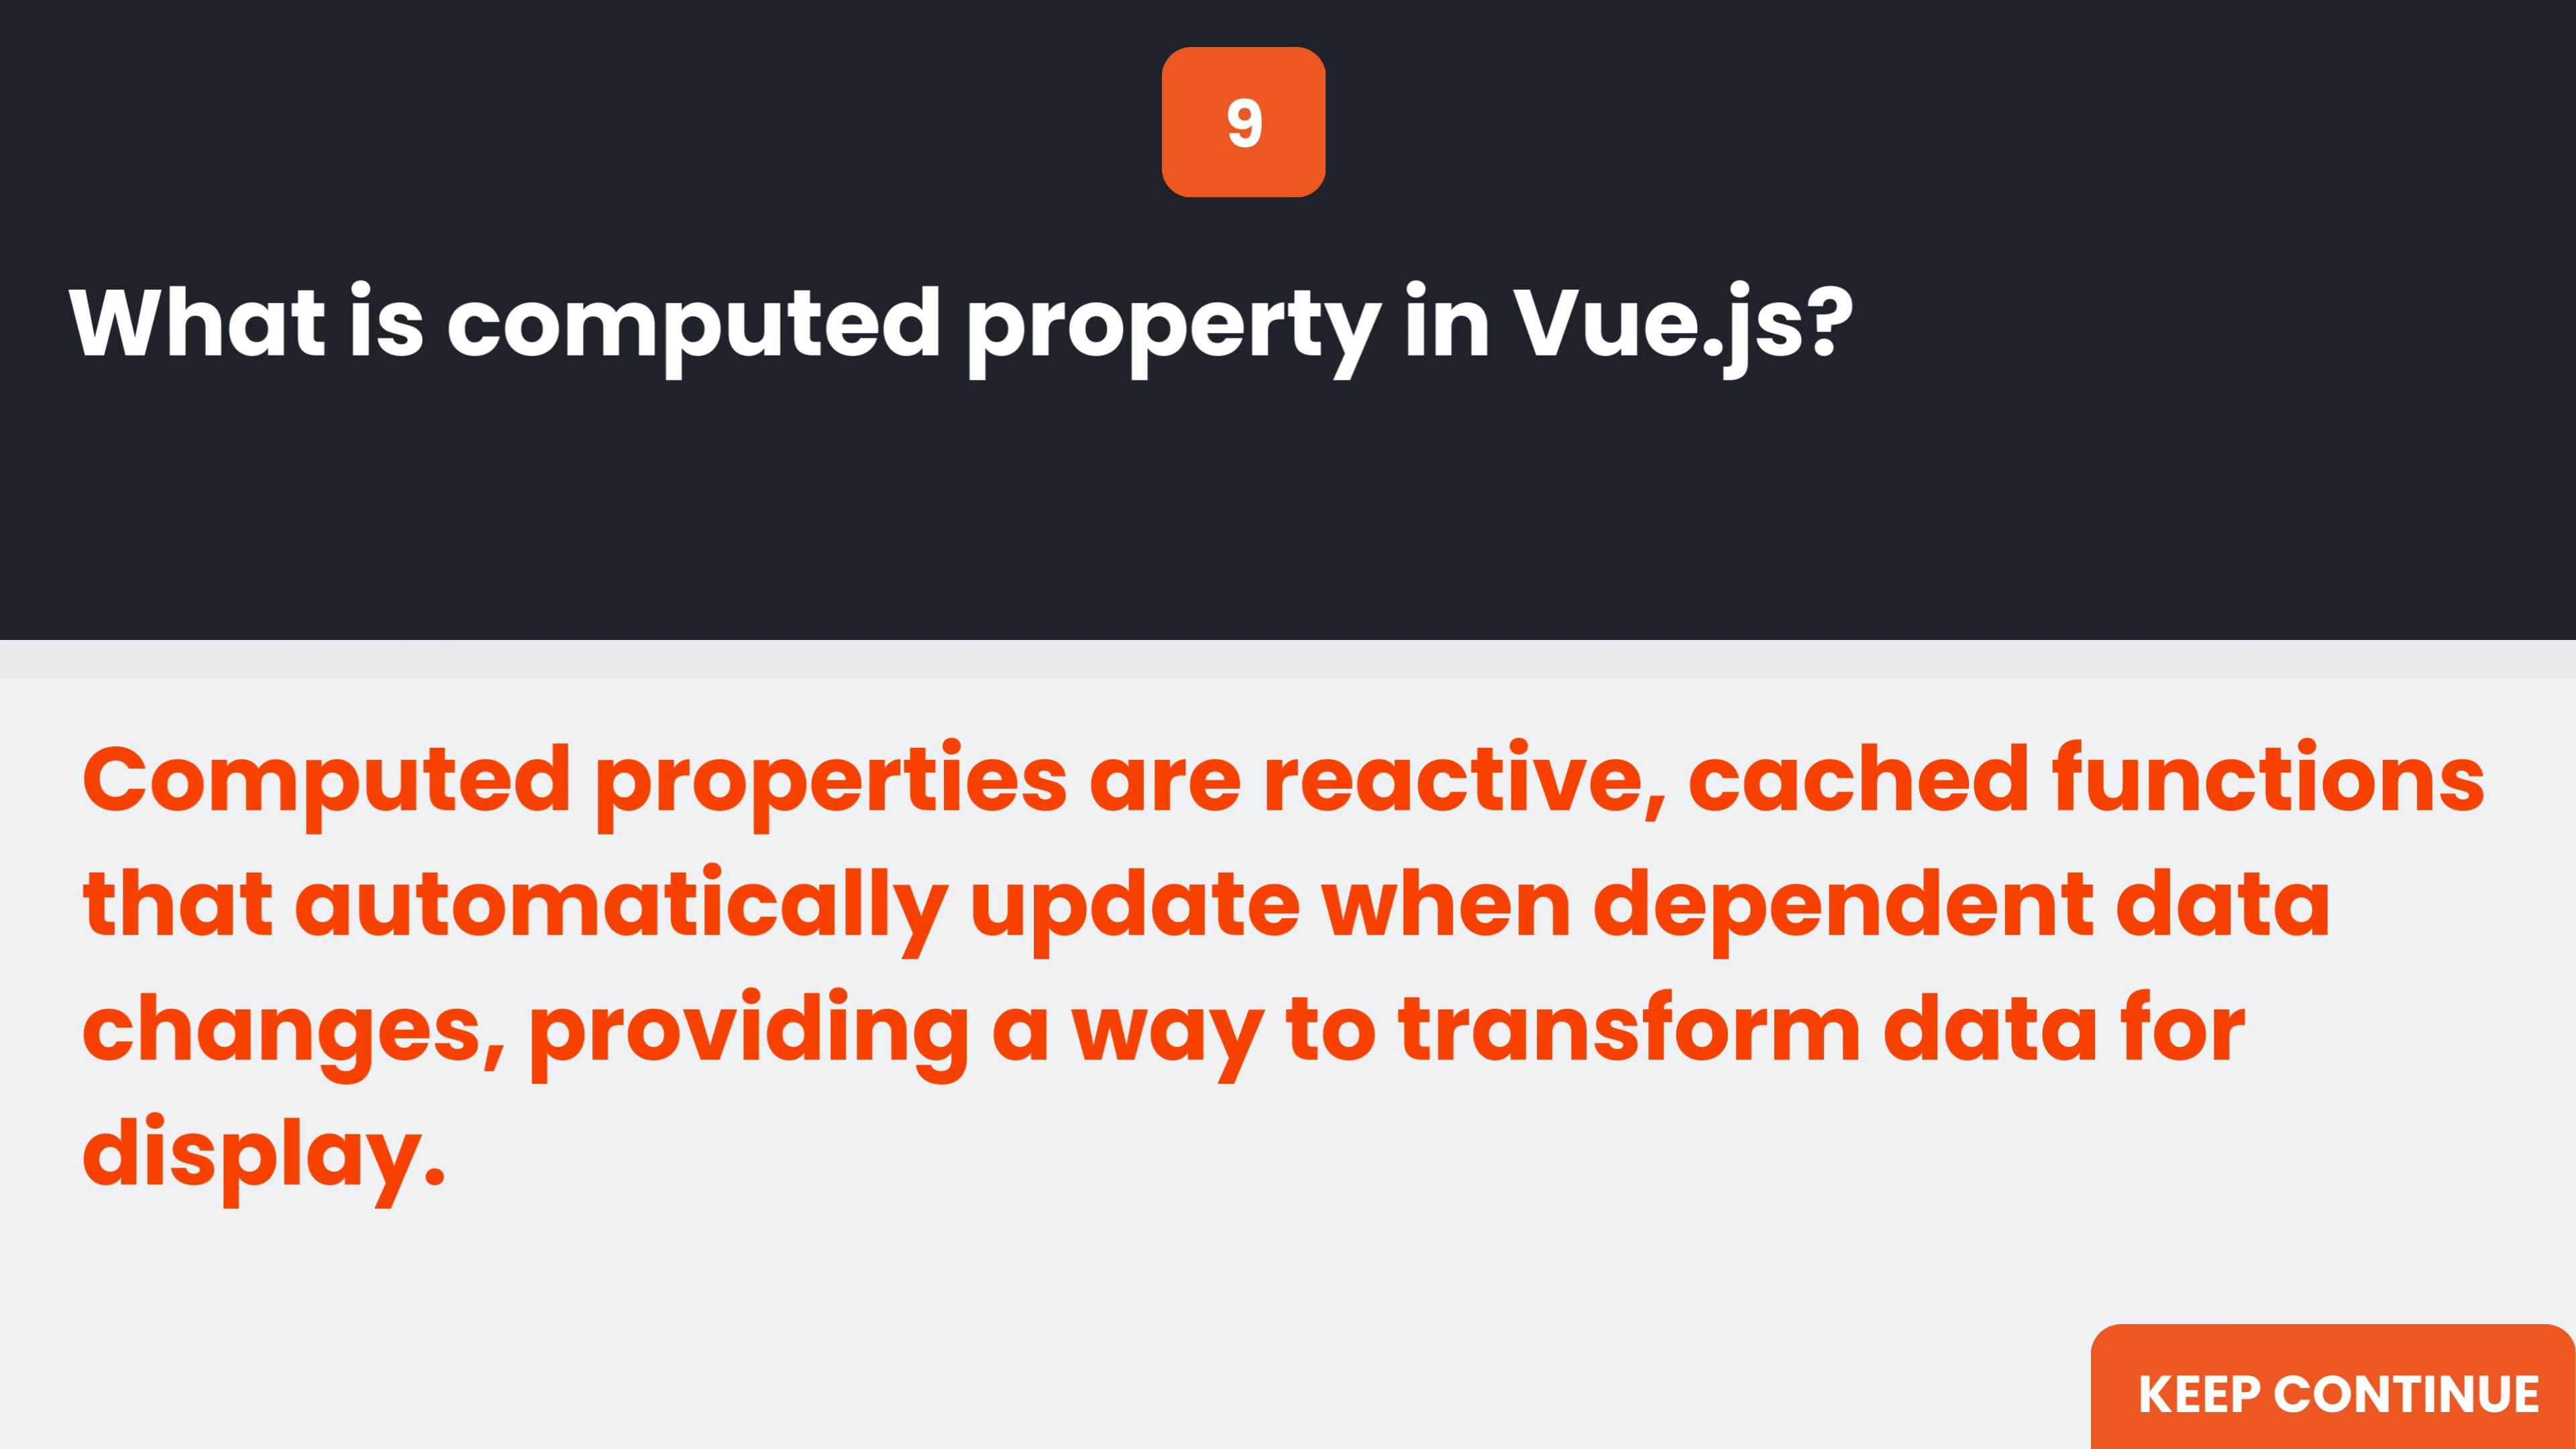 9
What is computed property in Vue.js?
Computed properties are reactive, cached functions
that automatically update when dependent data
changes, providing a way to transform data for
display.
KEEP CONTINUE